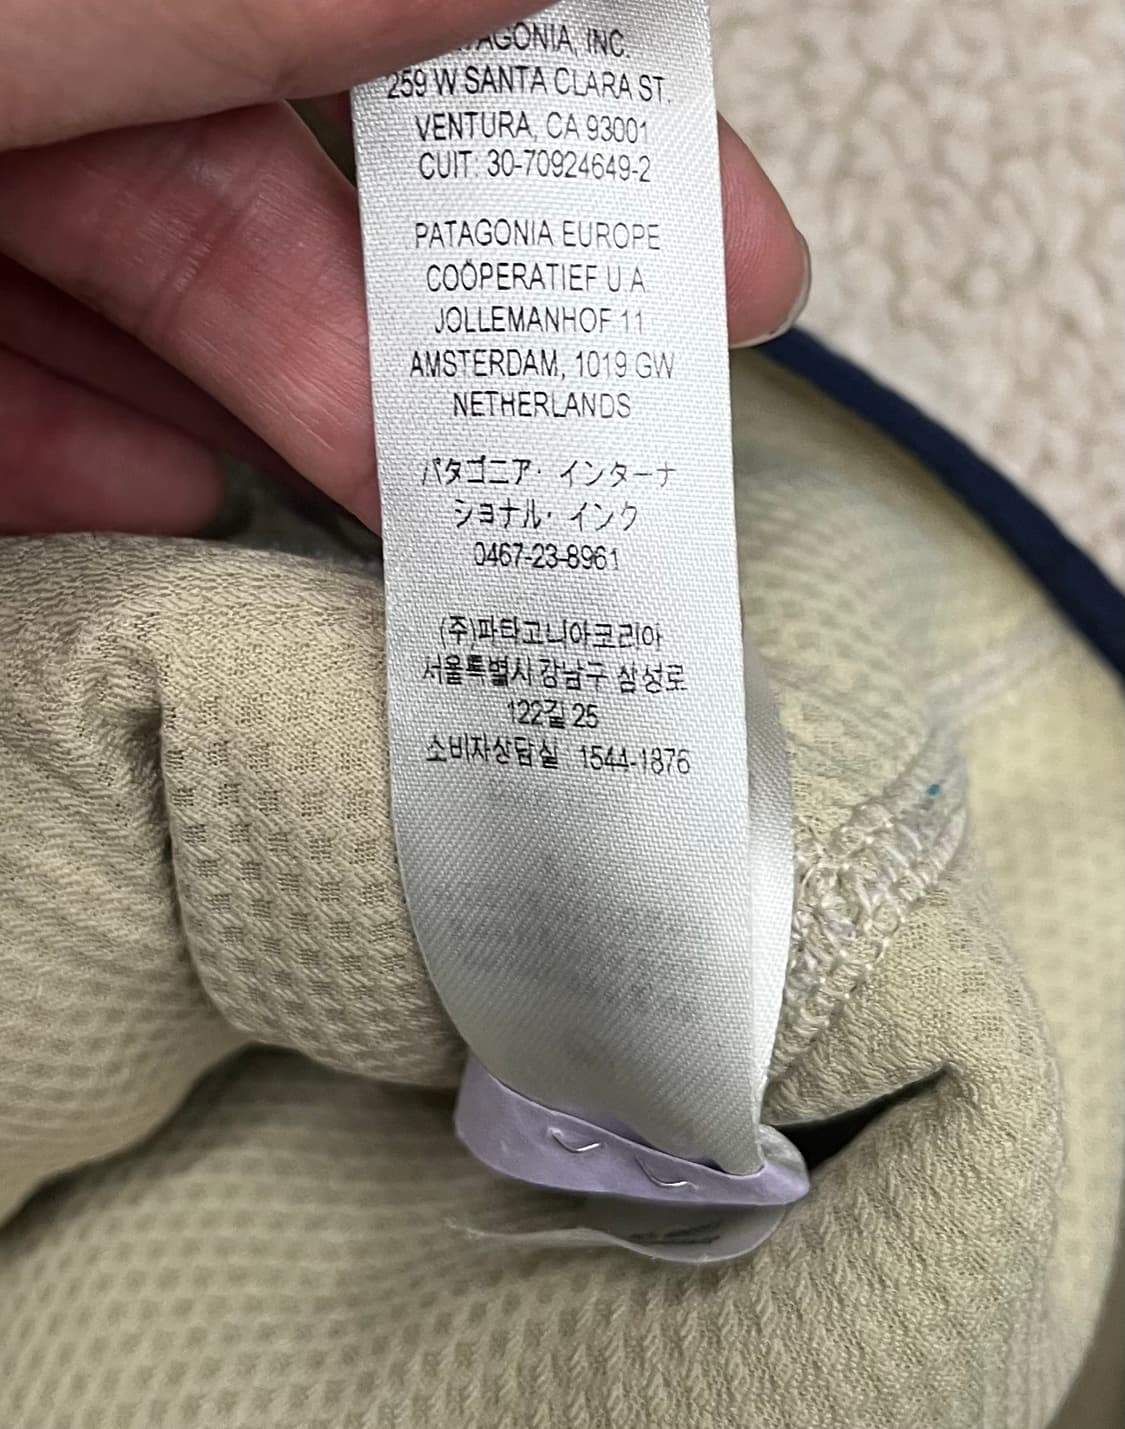 TAGONIA, INC.
259 W SANTA CLARA ST.
VENTURA, CA 93001
CUIT: 30-70924649-2
PATAGONIA EUROPE
COÖPERATIEF U.A.
JOLLEMANHOF 11
AMSTERDAM, 1019 GW
NETHERLANDS
パタゴニア・インターナ
ショナル・インク
0467-23-8961
(주)파타고니아코리아
서울특별시 강남구 삼성로
122길 25
소비자상담실 1544-1876